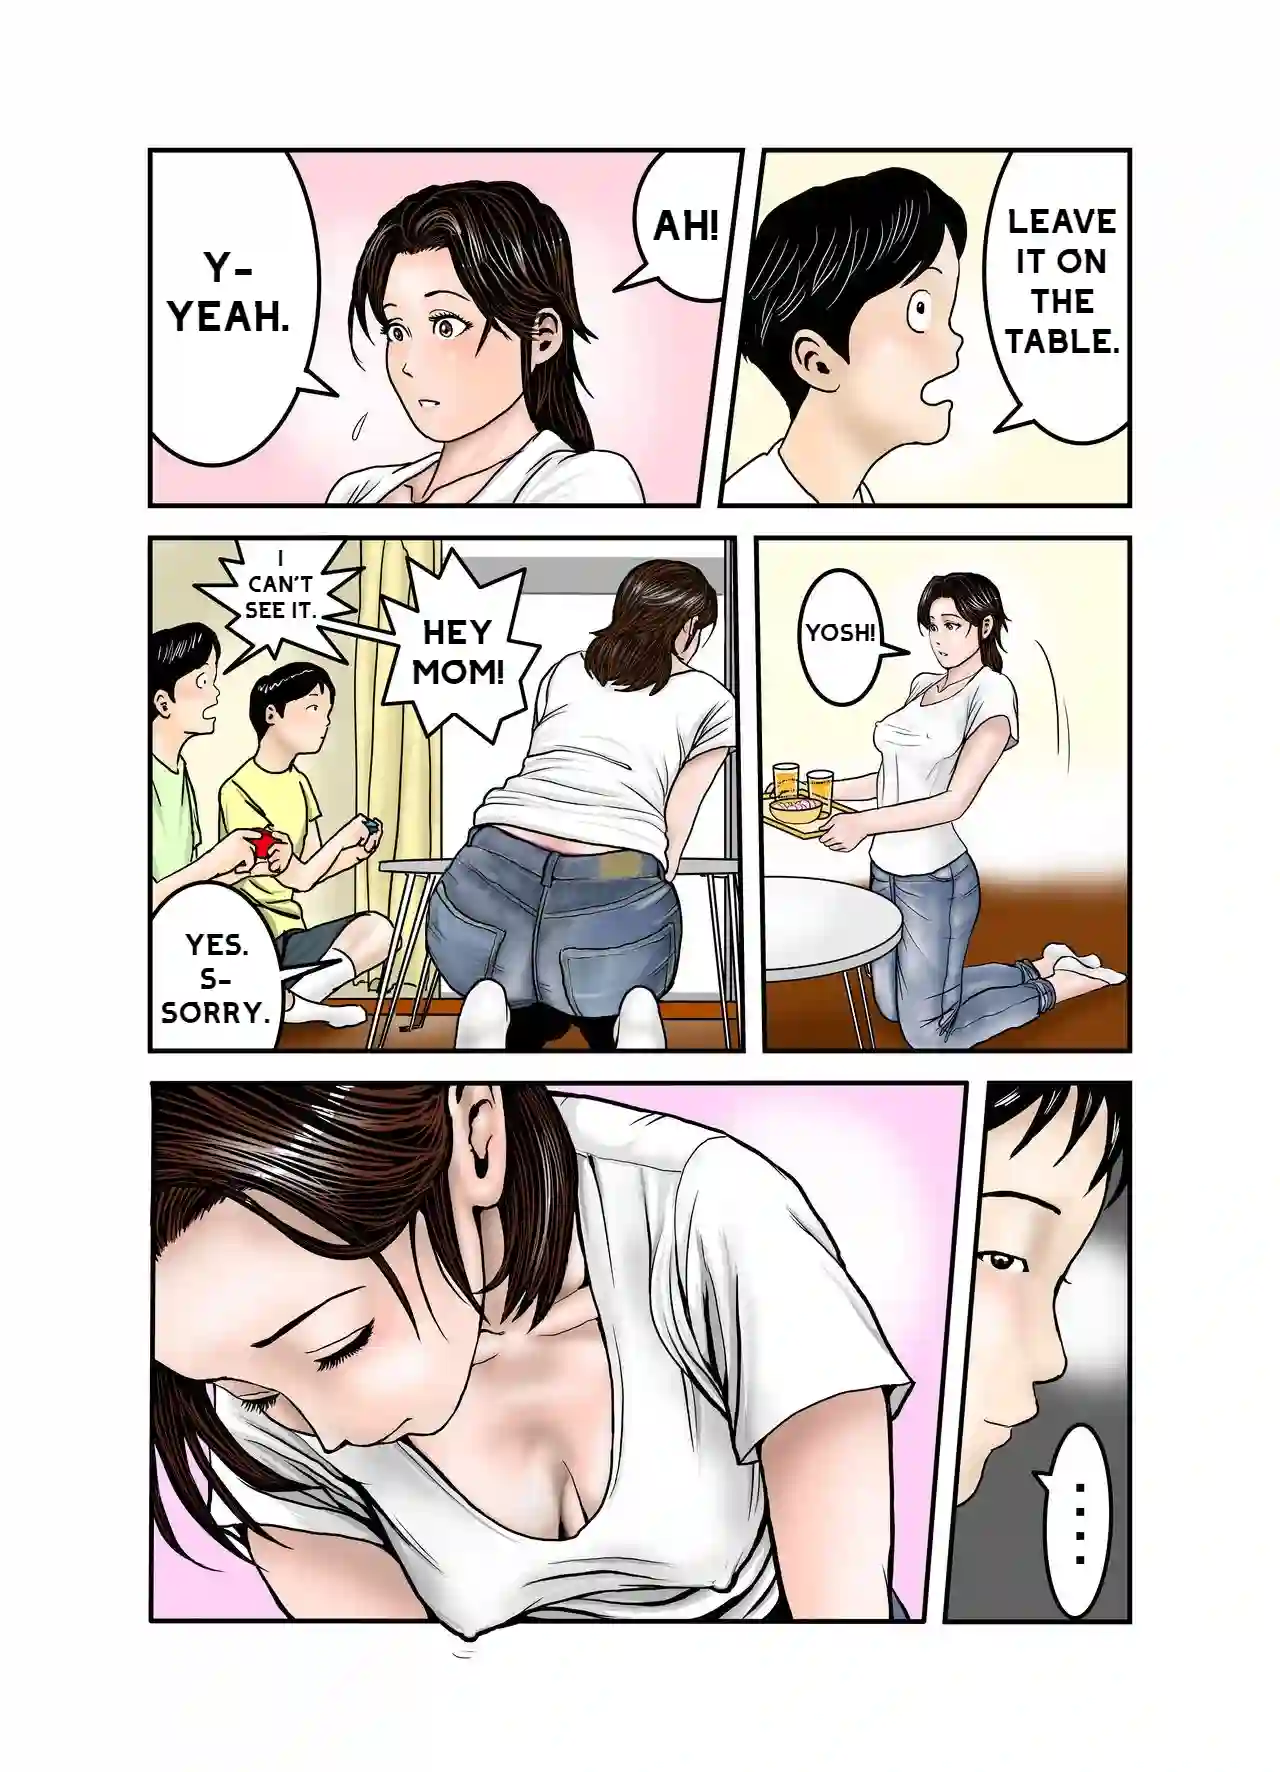 LEAVE
IT ON
THE
TABLE.
AH!
Y-
YEAH.
YOSH!
HEY
MOM!
I
CAN'T
SEE IT.
YES.
S-
SORRY.
....